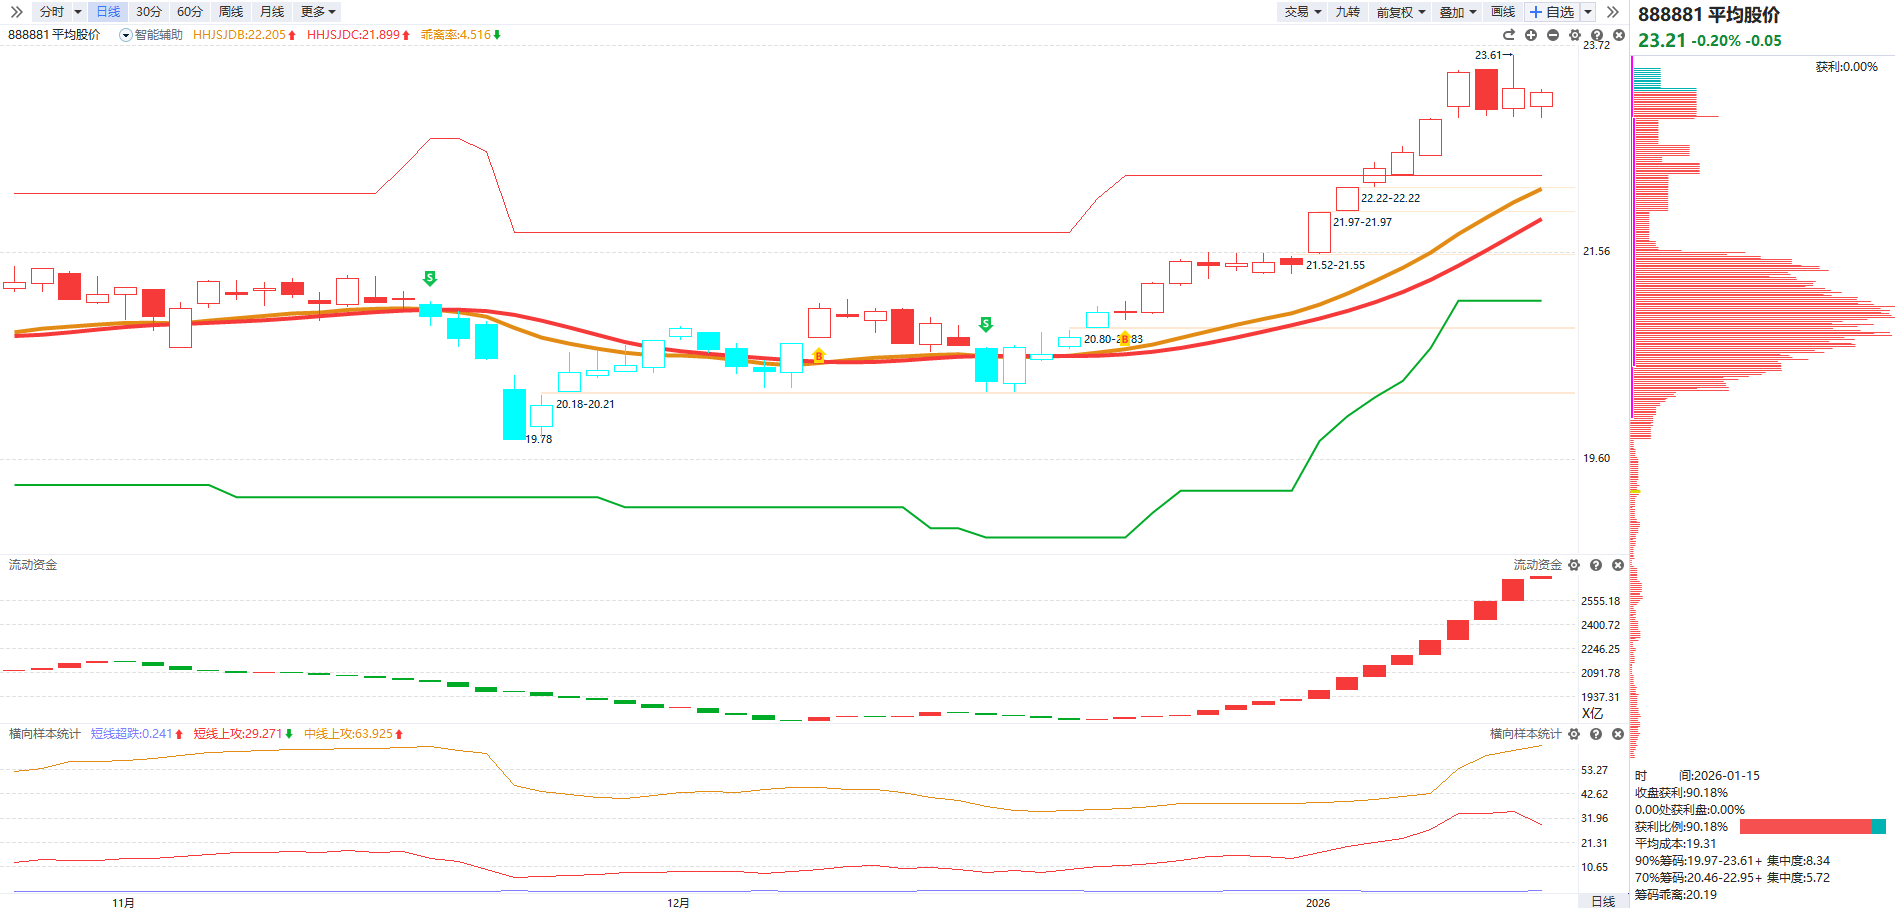 分时 日线 30分 60分 周线 月线 更多
交易 九转 前复权 叠加 画线 自选
888881 平均股价
23.21 -0.20% -0.05
888881 平均股价 智能辅助 HHJSJDB:22.205 HHJSJDC:21.899 乖离率:4.516
获利:0.00%
23.72
23.61
22.22-22.22
21.97-21.97
21.56
21.52-21.55
S
S
B
B
20.80-2 83
20.18-20.21
19.78
19.60
流动资金
流动资金
2555.18
2400.72
2246.25
2091.78
1937.31
X亿
横向样本统计 短线超跌:0.241 短线上攻:29.271 中线上攻:63.925
横向样本统计
53.27
42.62
31.96
21.31
10.65
时 间:2026-01-15
收盘获利:90.18%
0.00处获利盘:0.00%
获利比例:90.18%
平均成本:19.31
90%筹码:19.97-23.61+ 集中度:8.34
70%筹码:20.46-22.95+ 集中度:5.72
筹码乖离:20.19
11月 12月 2026 日线